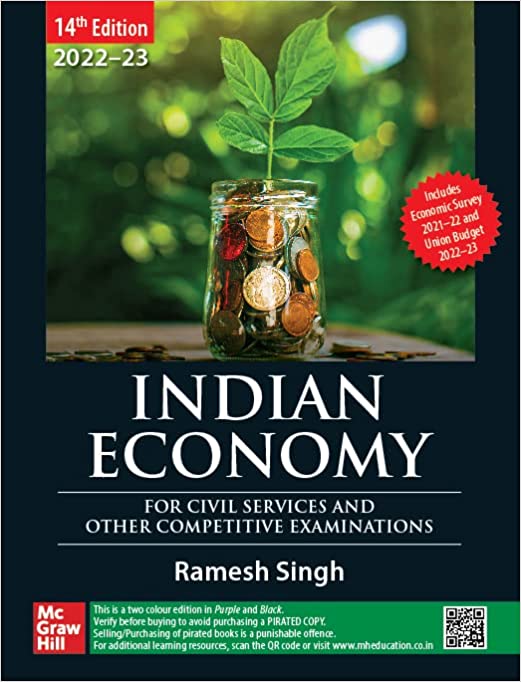 14th Edition
2022–23
Includes
Economic Survey
2021–22 and
Union Budget
2022–23
INDIAN
ECONOMY
FOR CIVIL SERVICES AND
OTHER COMPETITIVE EXAMINATIONS
Ramesh Singh
Mc
Graw
Hill
This is a two colour edition in Purple and Black.
Verify before buying to avoid purchasing a PIRATED COPY.
Selling/Purchasing of pirated books is a punishable offence.
For additional learning resources, scan the QR code or visit www.mheducation.co.in